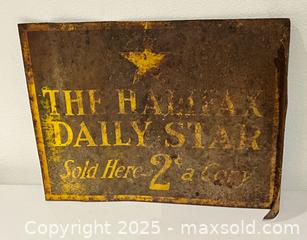 THE HALIFAX
DAILY STAR
Sold Here 2¢ a Copy
Copyright © 2025 - maxsold.com